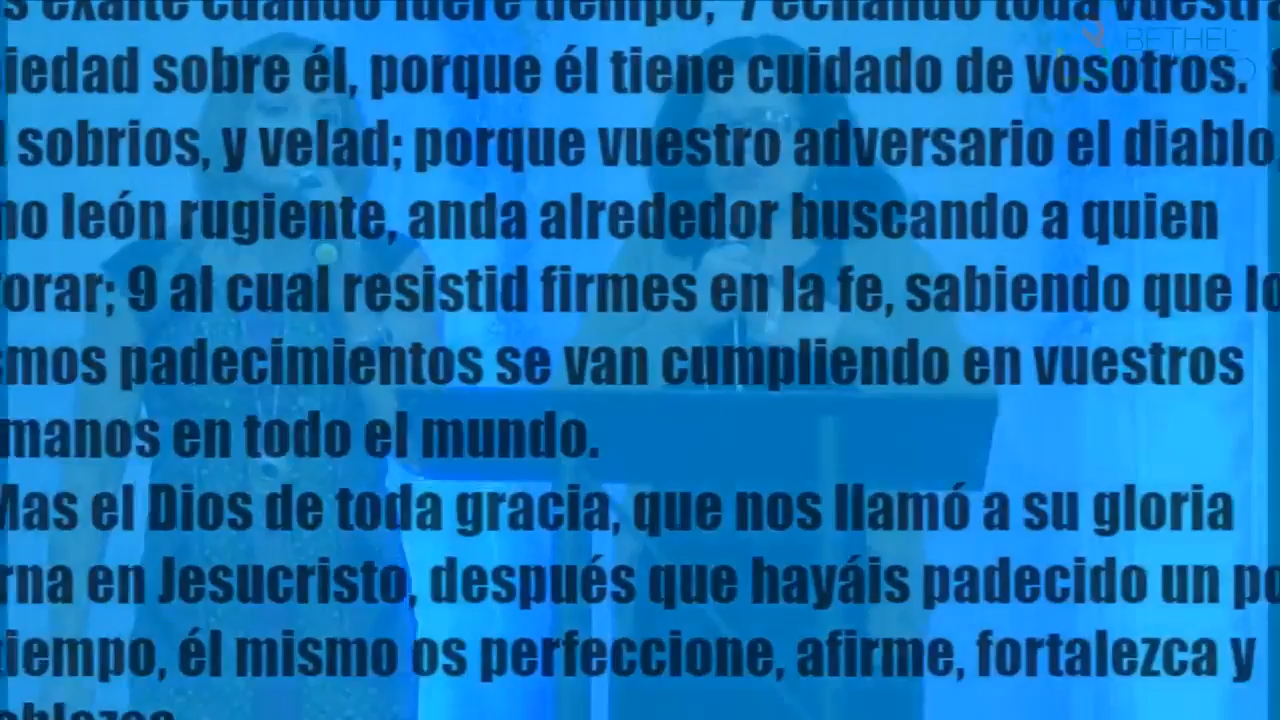 s exalte cuando fuere tiempo; 7 echando toda vuestra
iedad sobre él, porque él tiene cuidado de vosotros.
sobrios, y velad; porque vuestro adversario el diablo
león rugiente, anda alrededor buscando a quien
orar; 9 al cual resistid firmes en la fe, sabiendo que lo
smos padecimientos se van cumpliendo en vuestros
manos en todo el mundo.
Mas el Dios de toda gracia, que nos llamó a su gloria
rna en Jesucristo, después que hayáis padecido un po
tiempo, él mismo os perfeccione, afirme, fortalezca y
BETHEL